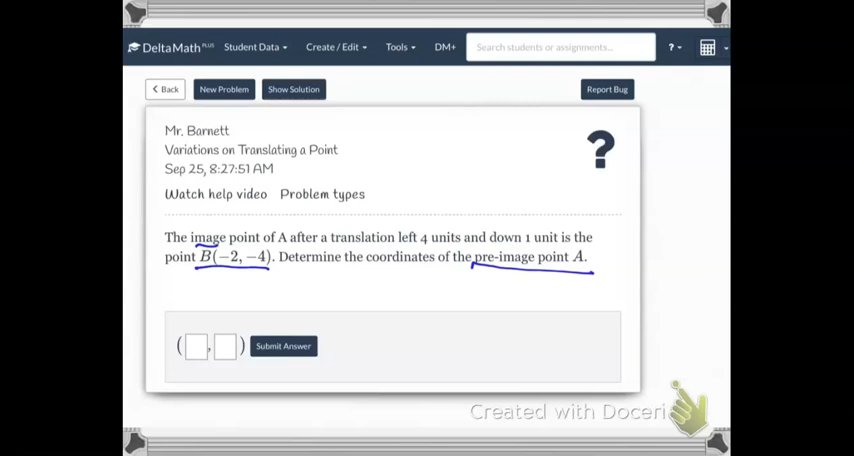 DeltaMath PLUS Student Data Create / Edit Tools DM+ Search students or assignments... ?
< Back New Problem Show Solution Report Bug
Mr. Barnett
Variations on Translating a Point
Sep 25, 8:27:51 AM
?
Watch help video Problem types
The image point of A after a translation left 4 units and down 1 unit is the
point B(−2, −4). Determine the coordinates of the pre-image point A.
( , ) Submit Answer
Created with Doceri